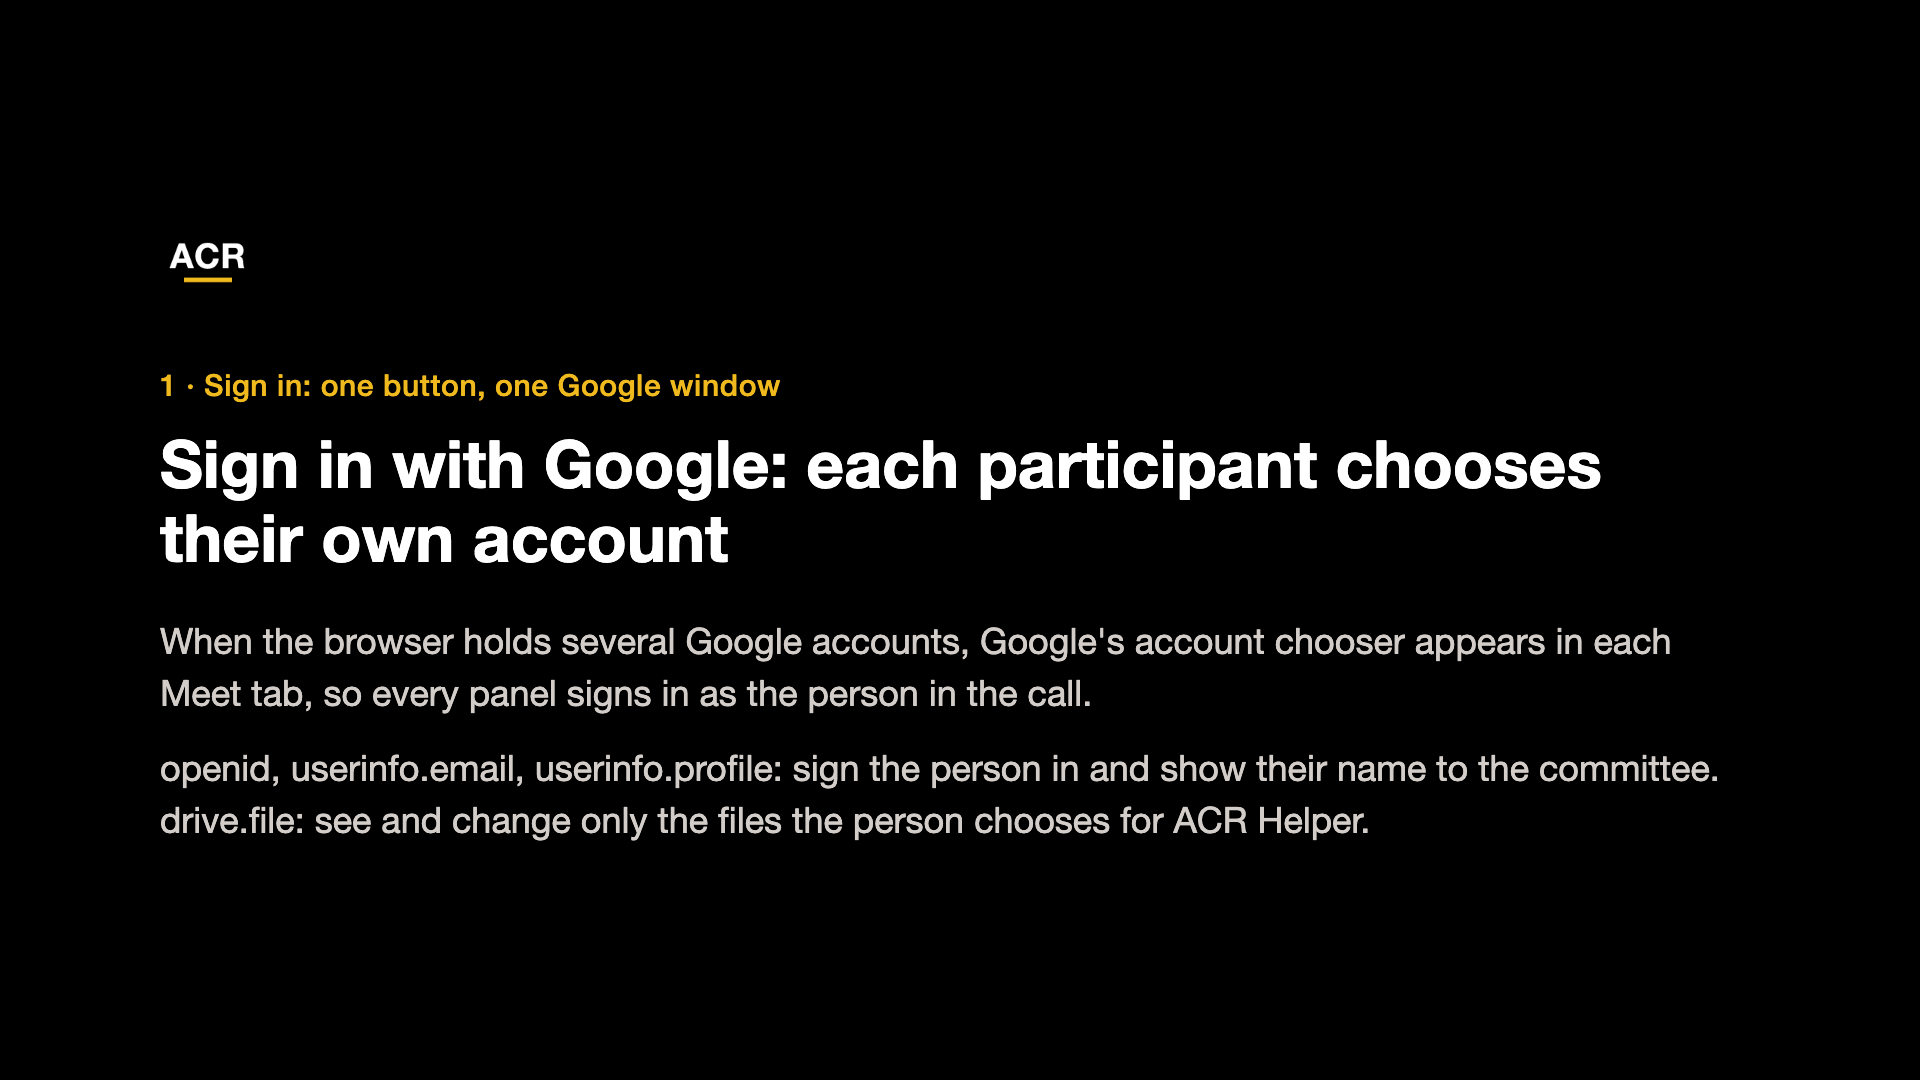 ACR
1 · Sign in: one button, one Google window
Sign in with Google: each participant chooses
their own account
When the browser holds several Google accounts, Google's account chooser appears in each
Meet tab, so every panel signs in as the person in the call.
openid, userinfo.email, userinfo.profile: sign the person in and show their name to the committee.
drive.file: see and change only the files the person chooses for ACR Helper.